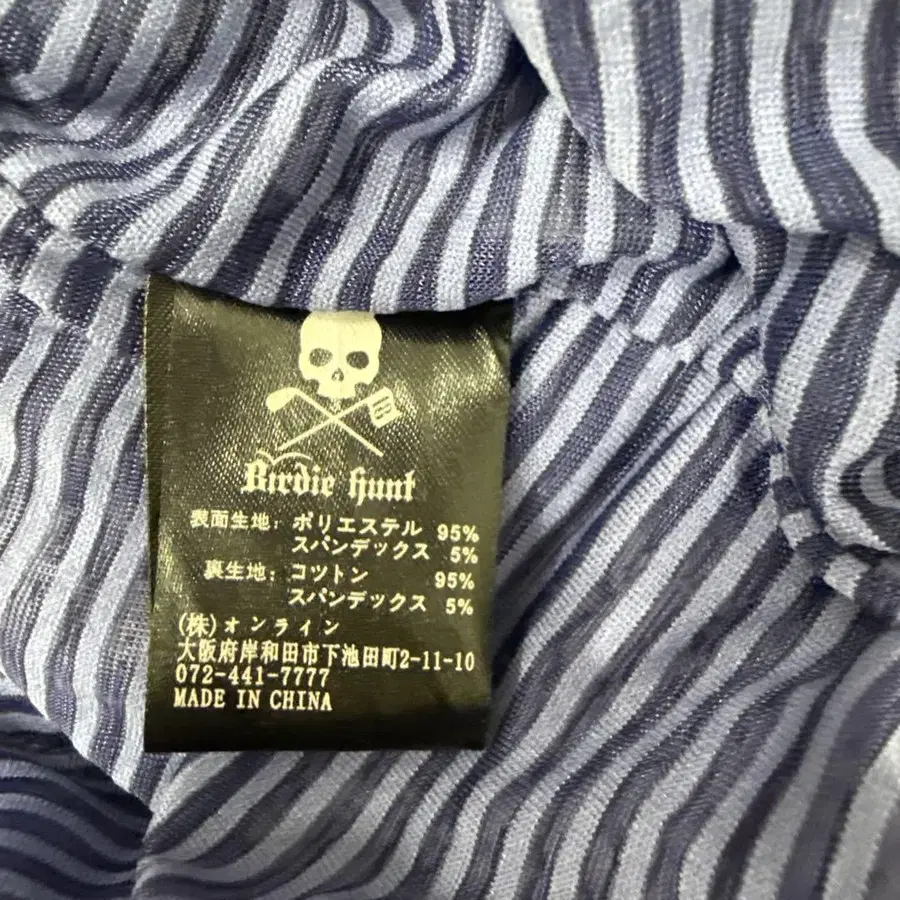 Birdie hunt
表面生地: ポリエステル 95%
スパンデックス 5%
裏生地: コツトン 95%
スパンデックス 5%
(株)オンライン
大阪府岸和田市下池田町2-11-10
072-441-7777
MADE IN CHINA